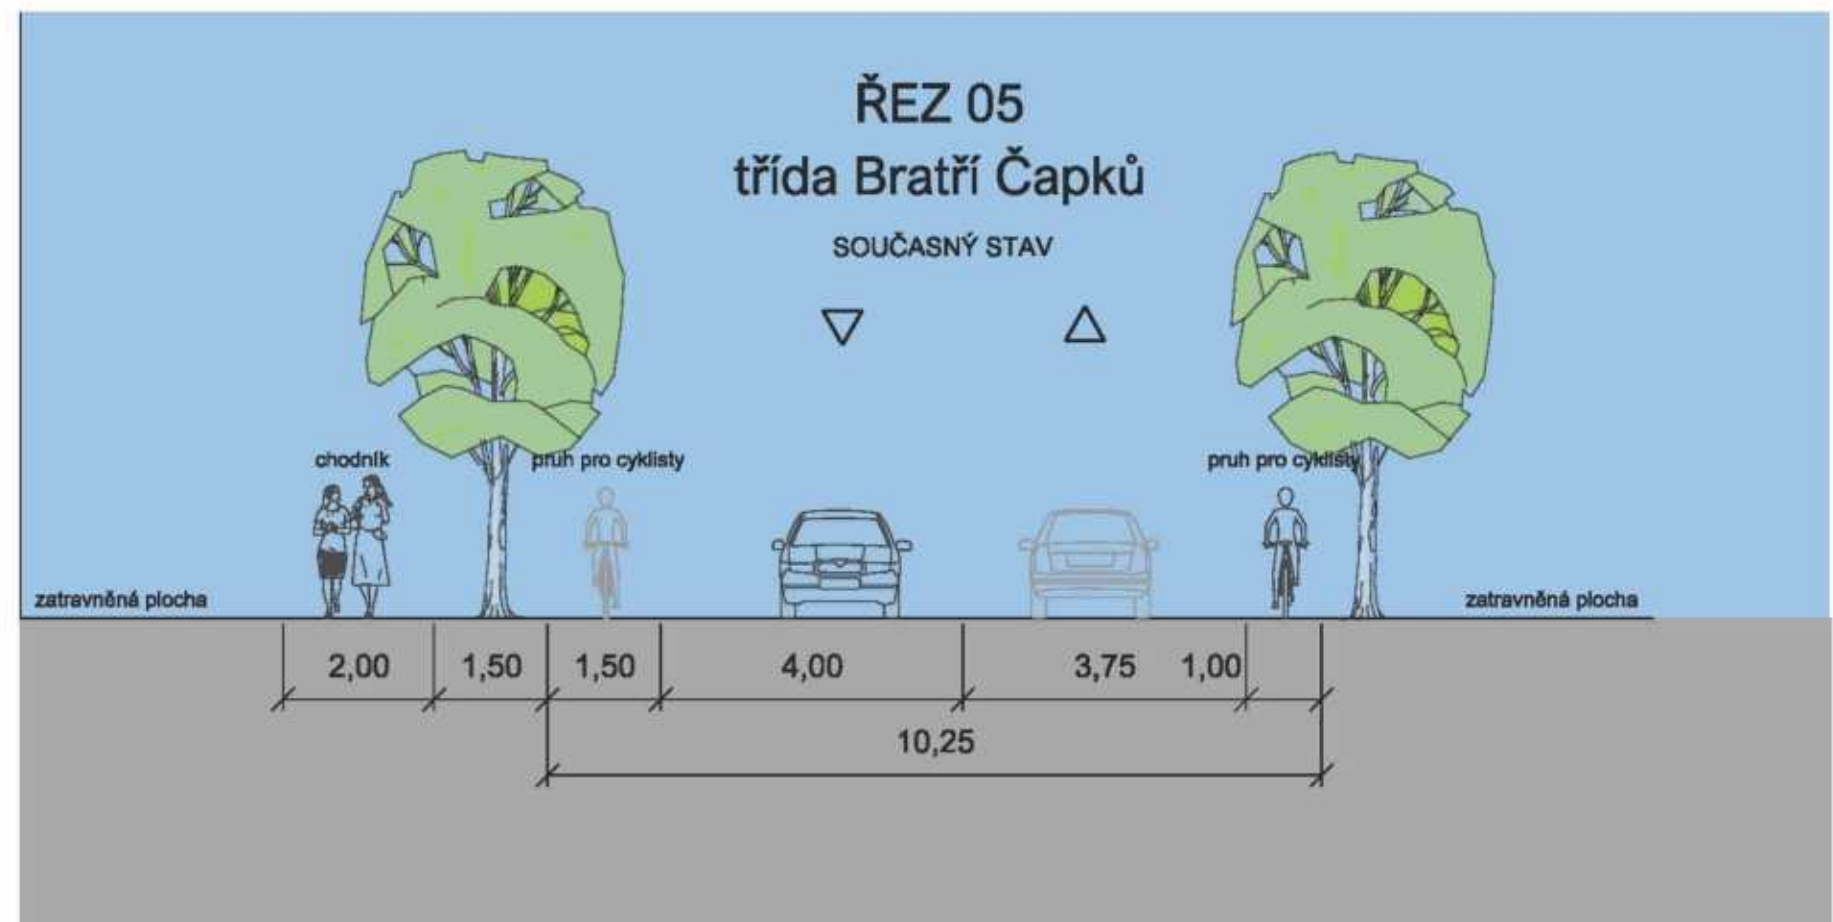 ŘEZ 05
třída Bratří Čapků
SOUČASNÝ STAV
chodník
pruh pro cyklisty
pruh pro cyklisty
zatravněná plocha
zatravněná plocha
2,00
1,50
1,50
4,00
3,75
1,00
10,25